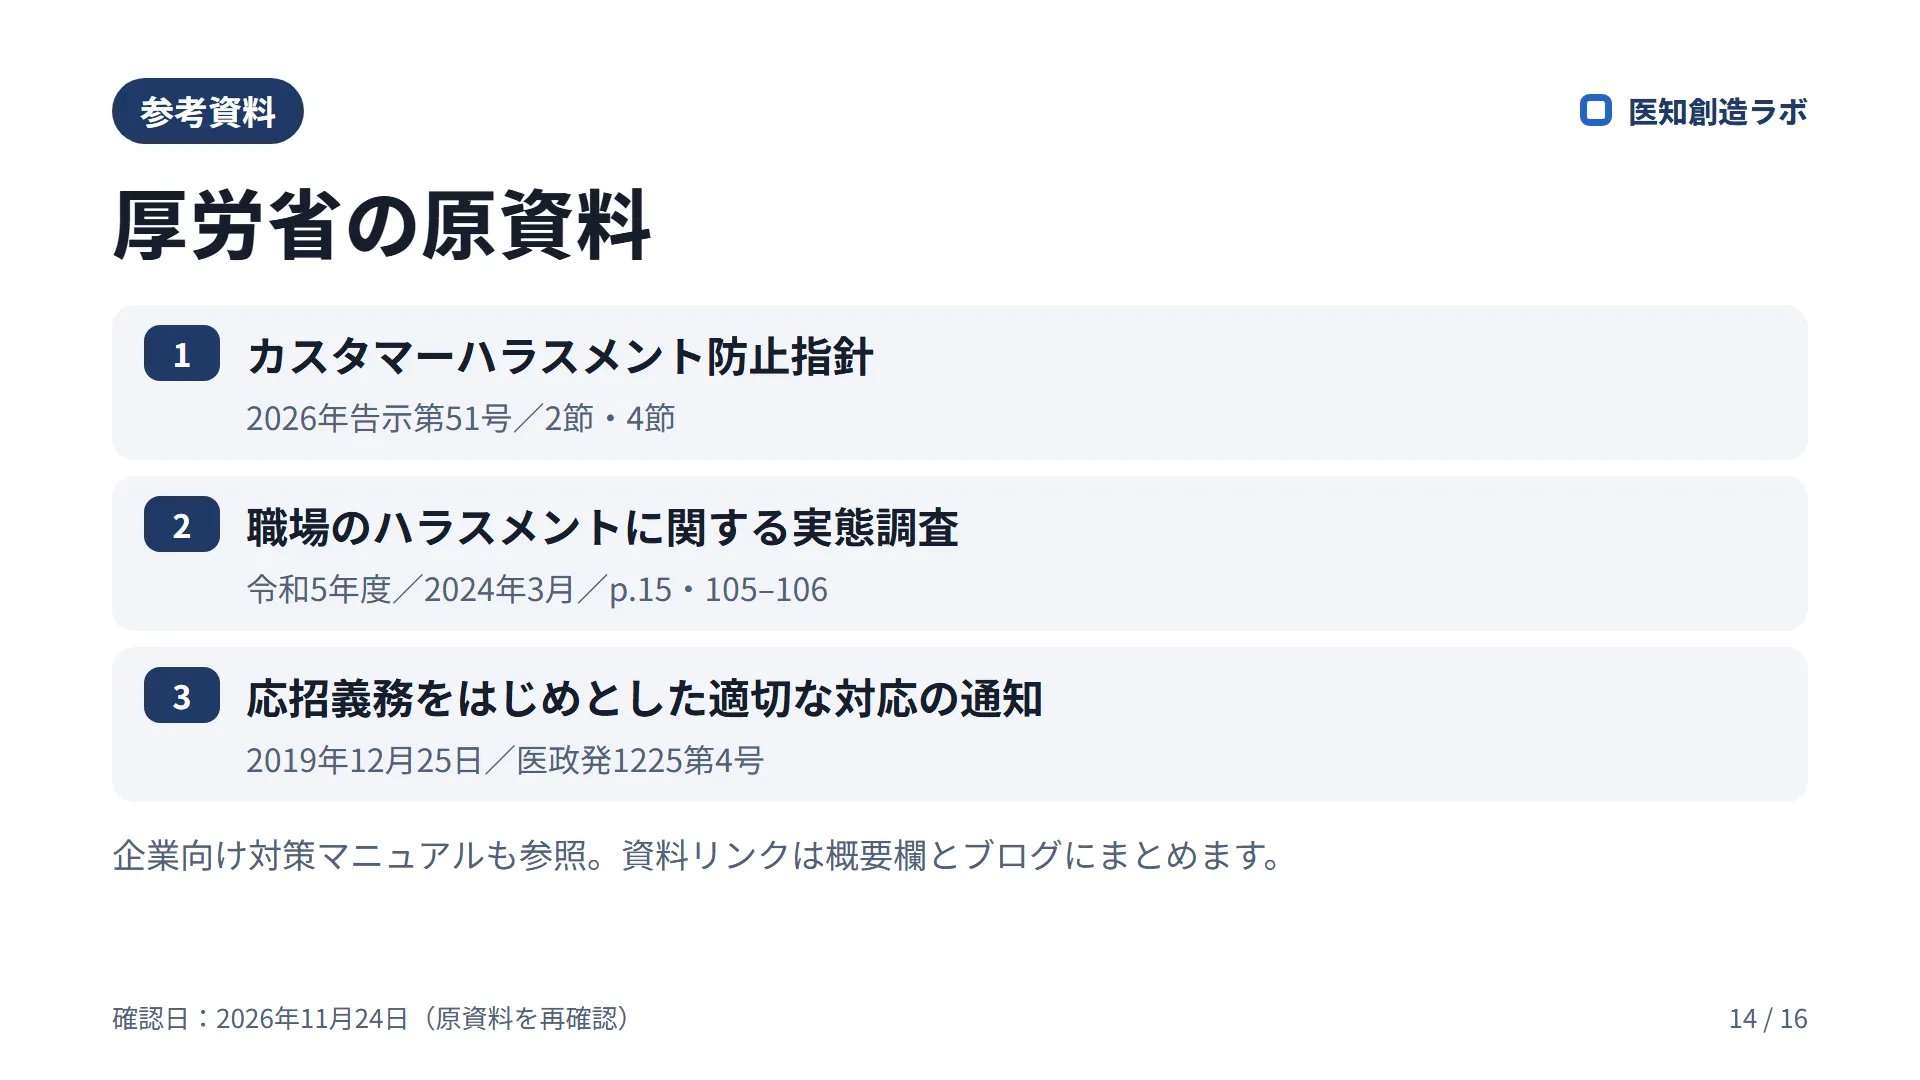 参考資料
医知創造ラボ
厚労省の原資料
1
カスタマーハラスメント防止指針
2026年告示第51号／2節・4節
2
職場のハラスメントに関する実態調査
令和5年度／2024年3月／p.15・105–106
3
応招義務をはじめとした適切な対応の通知
2019年12月25日／医政発1225第4号
企業向け対策マニュアルも参照。資料リンクは概要欄とブログにまとめます。
確認日：2026年11月24日（原資料を再確認）
14 / 16